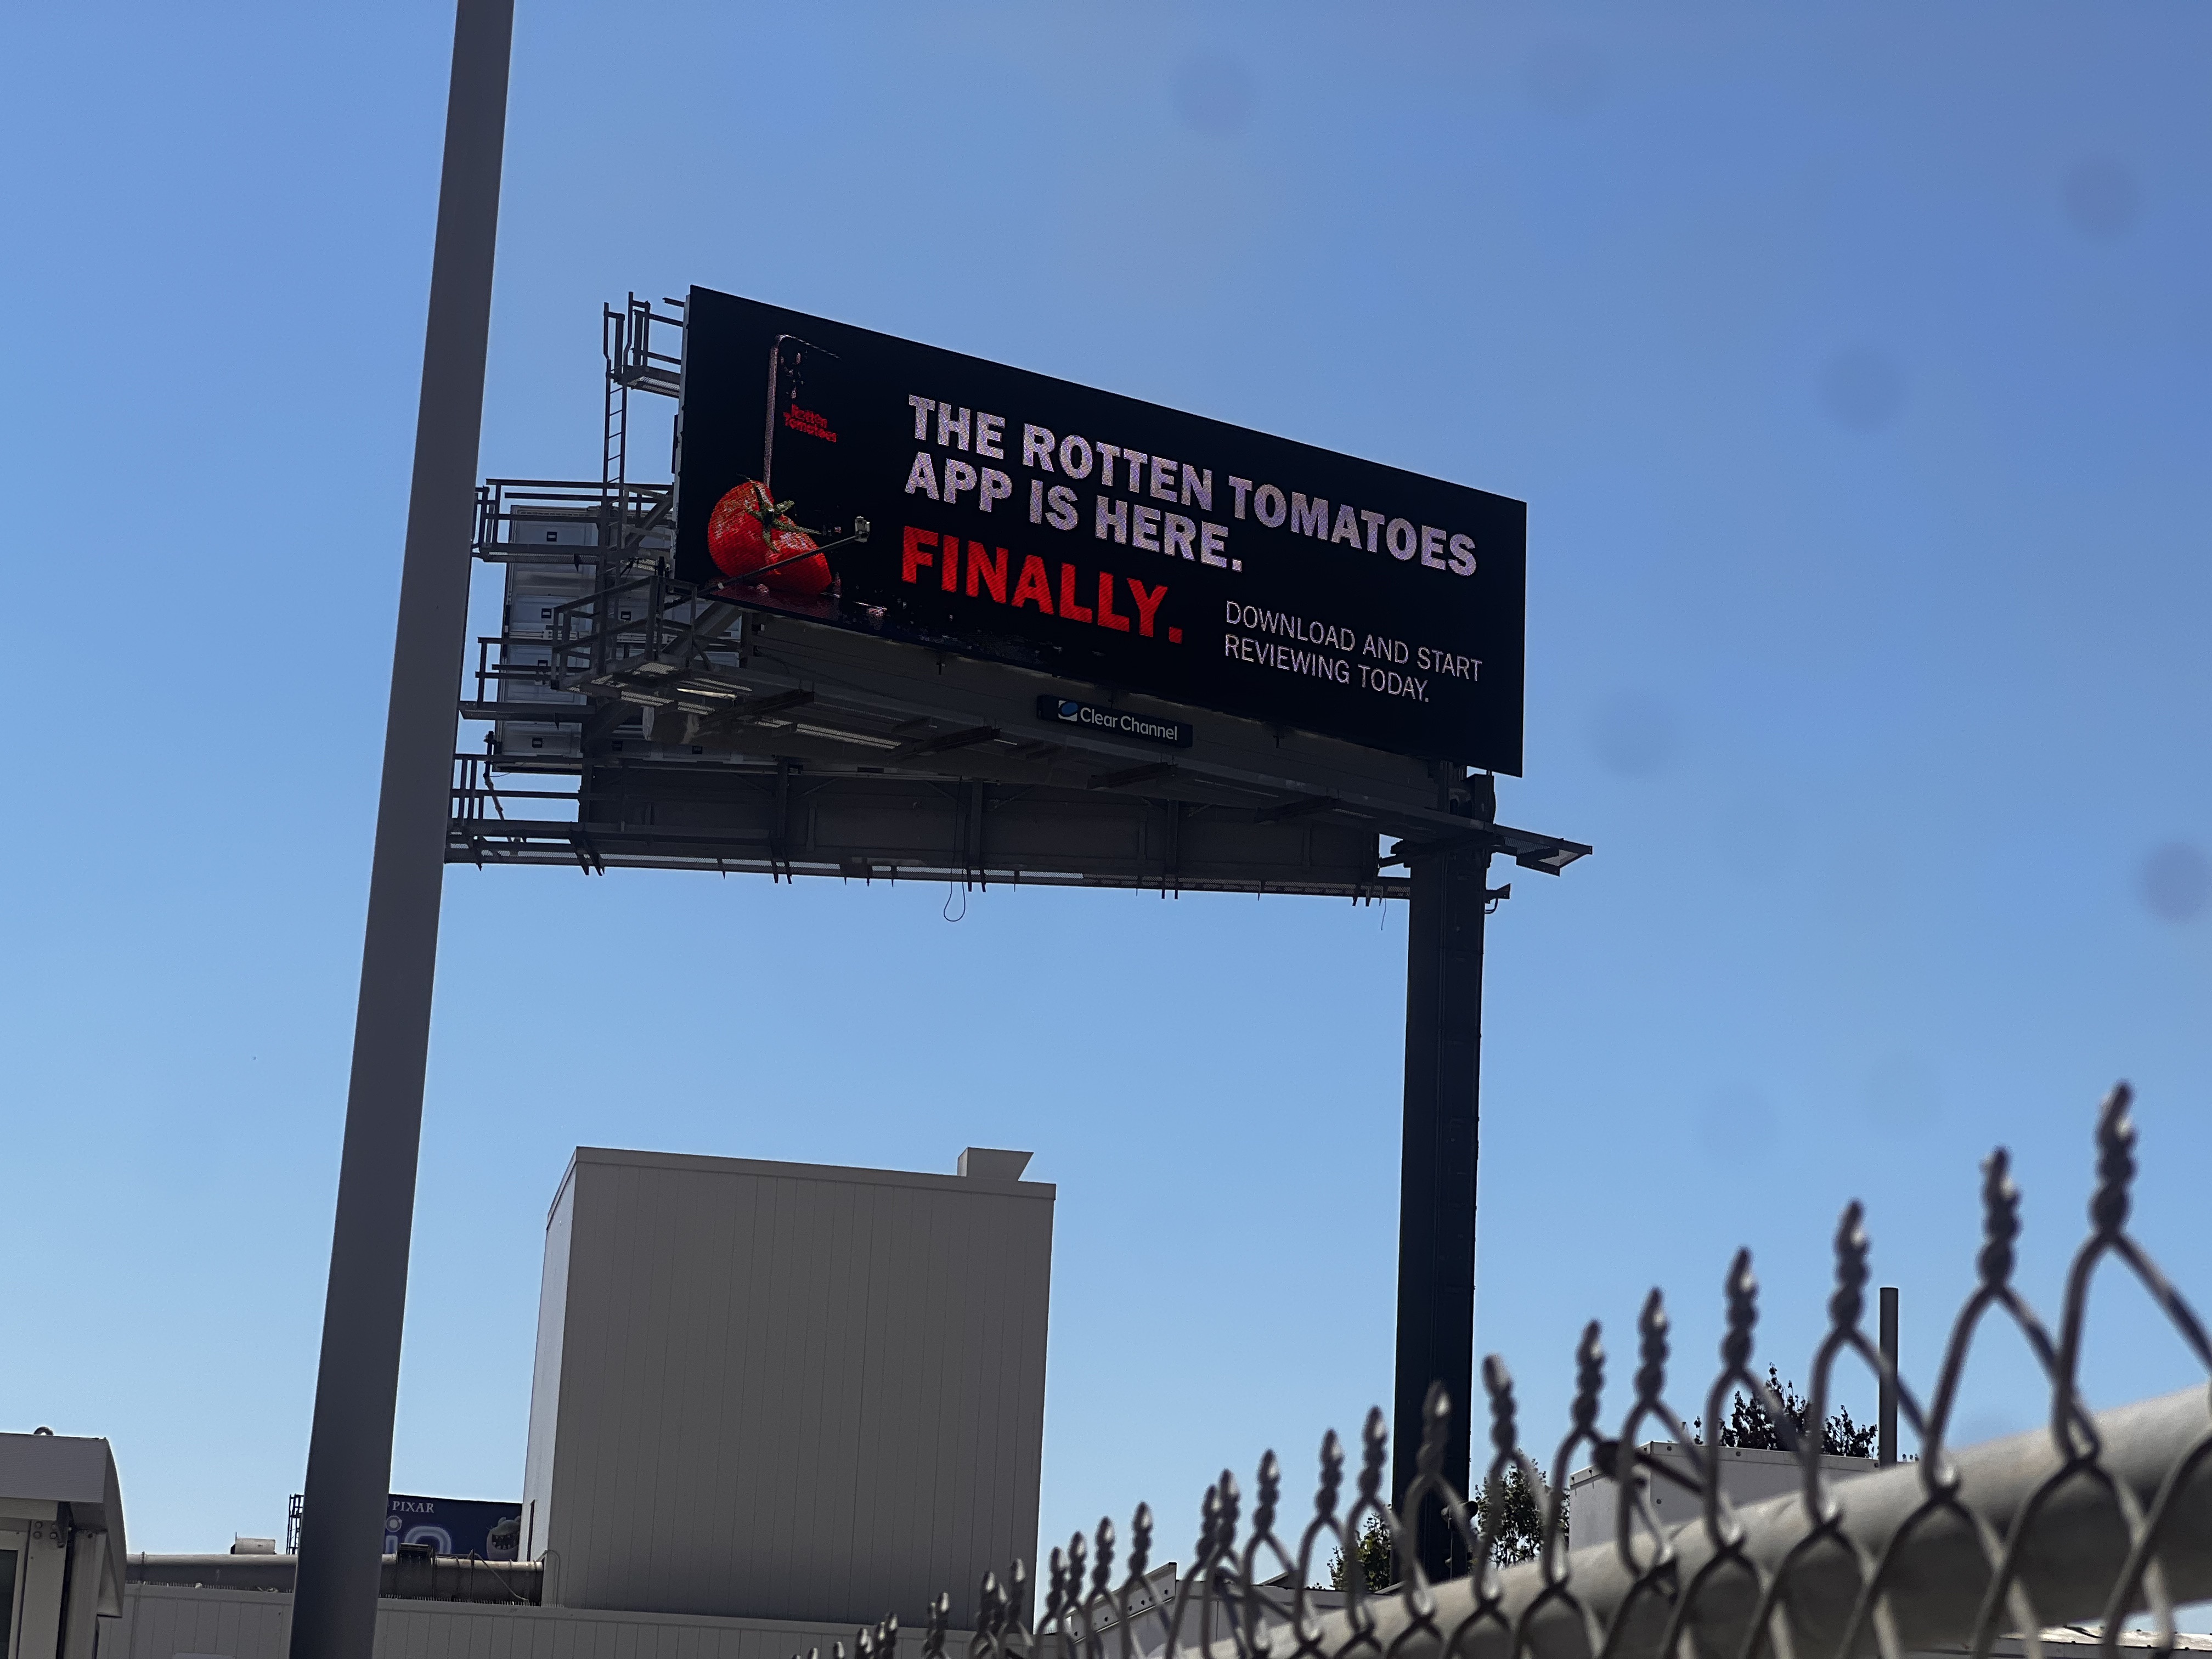 Rotten
Tomatoes
THE ROTTEN TOMATOES
APP IS HERE.
FINALLY.
DOWNLOAD AND START
REVIEWING TODAY.
Clear Channel
PIXAR